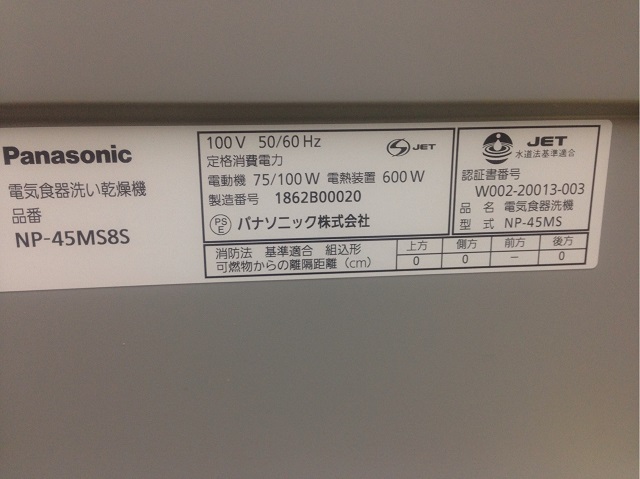 Panasonic
電気食器洗い乾燥機
品番
NP-45MS8S
100V 50/60Hz
定格消費電力
電動機 75/100W 電熱装置 600W
製造番号 1862B00020
PSE パナソニック株式会社
S JET
消防法 基準適合 組込形
可燃物からの離隔距離(cm)
上方 側方 前方 後方
0 0 − 0
JET
水道法基準適合
認証書番号
W002-20013-003
品名 電気食器洗機
型式 NP-45MS